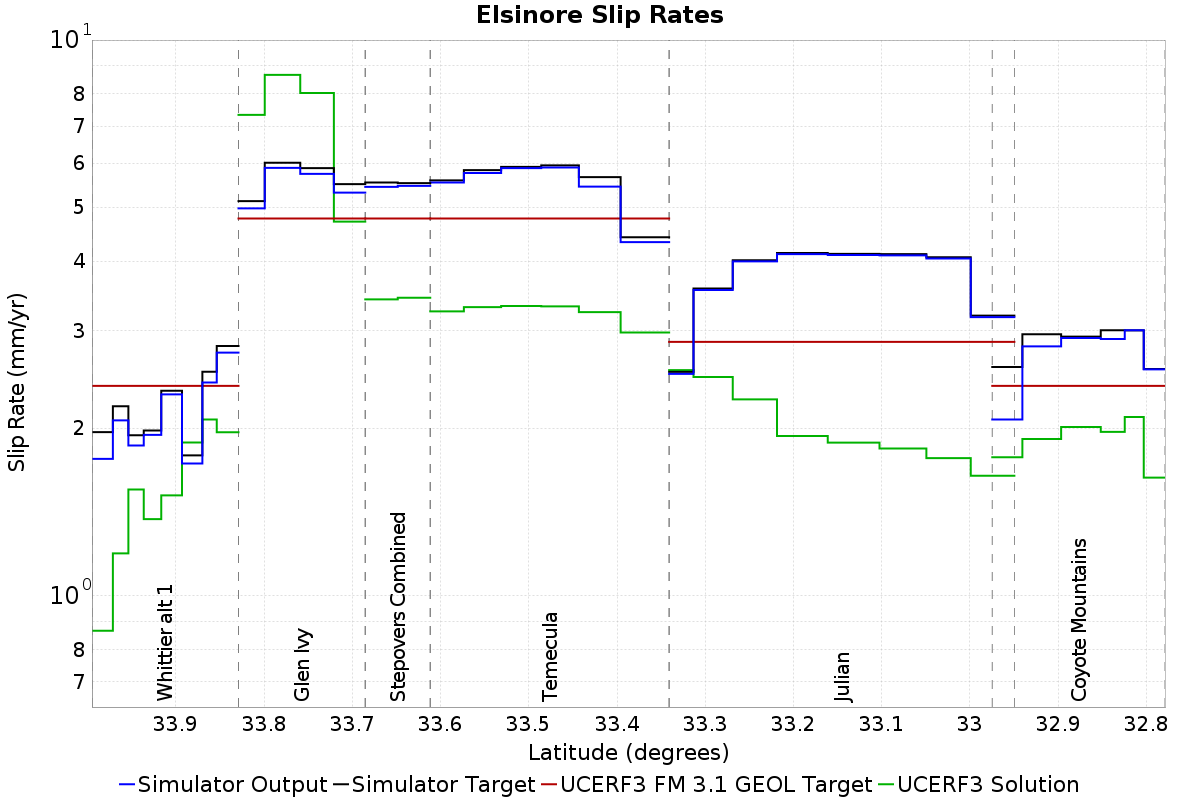 Elsinore Slip Rates
Slip Rate (mm/yr)
10^1
8
7
6
5
4
3
2
10^0
8
7
Whittier alt 1
Glen Ivy
Stepovers Combined
Temecula
Julian
Coyote Mountains
33.9 33.8 33.7 33.6 33.5 33.4 33.3 33.2 33.1 33 32.9 32.8
Latitude (degrees)
Simulator Output Simulator Target UCERF3 FM 3.1 GEOL Target UCERF3 Solution